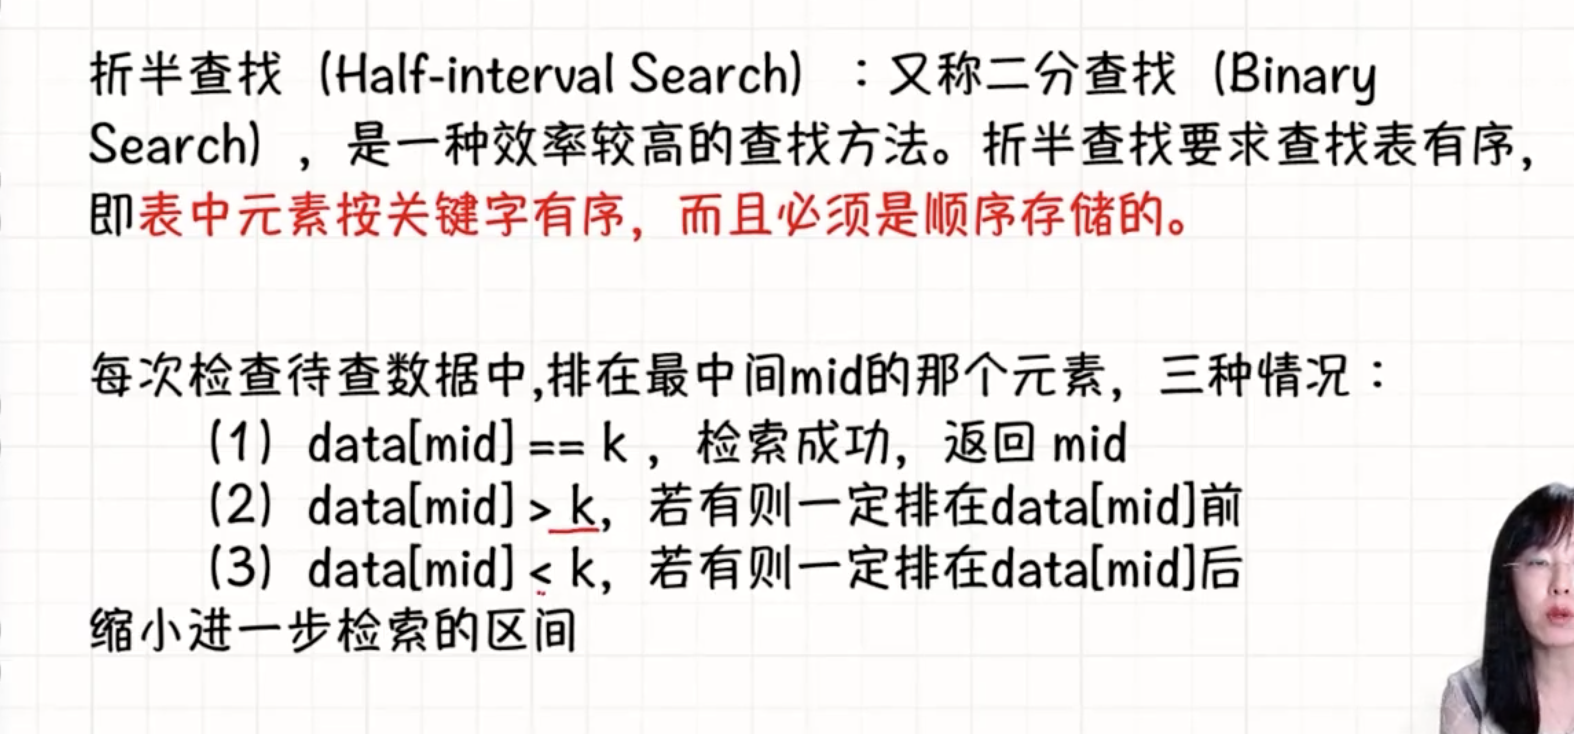 折半查找（Half-interval Search）：又称二分查找（Binary
Search），是一种效率较高的查找方法。折半查找要求查找表有序，
即表中元素按关键字有序，而且必须是顺序存储的。
每次检查待查数据中,排在最中间mid的那个元素，三种情况：
（1）data[mid] == k ，检索成功，返回 mid
（2）data[mid] > k，若有则一定排在data[mid]前
（3）data[mid] < k，若有则一定排在data[mid]后
缩小进一步检索的区间